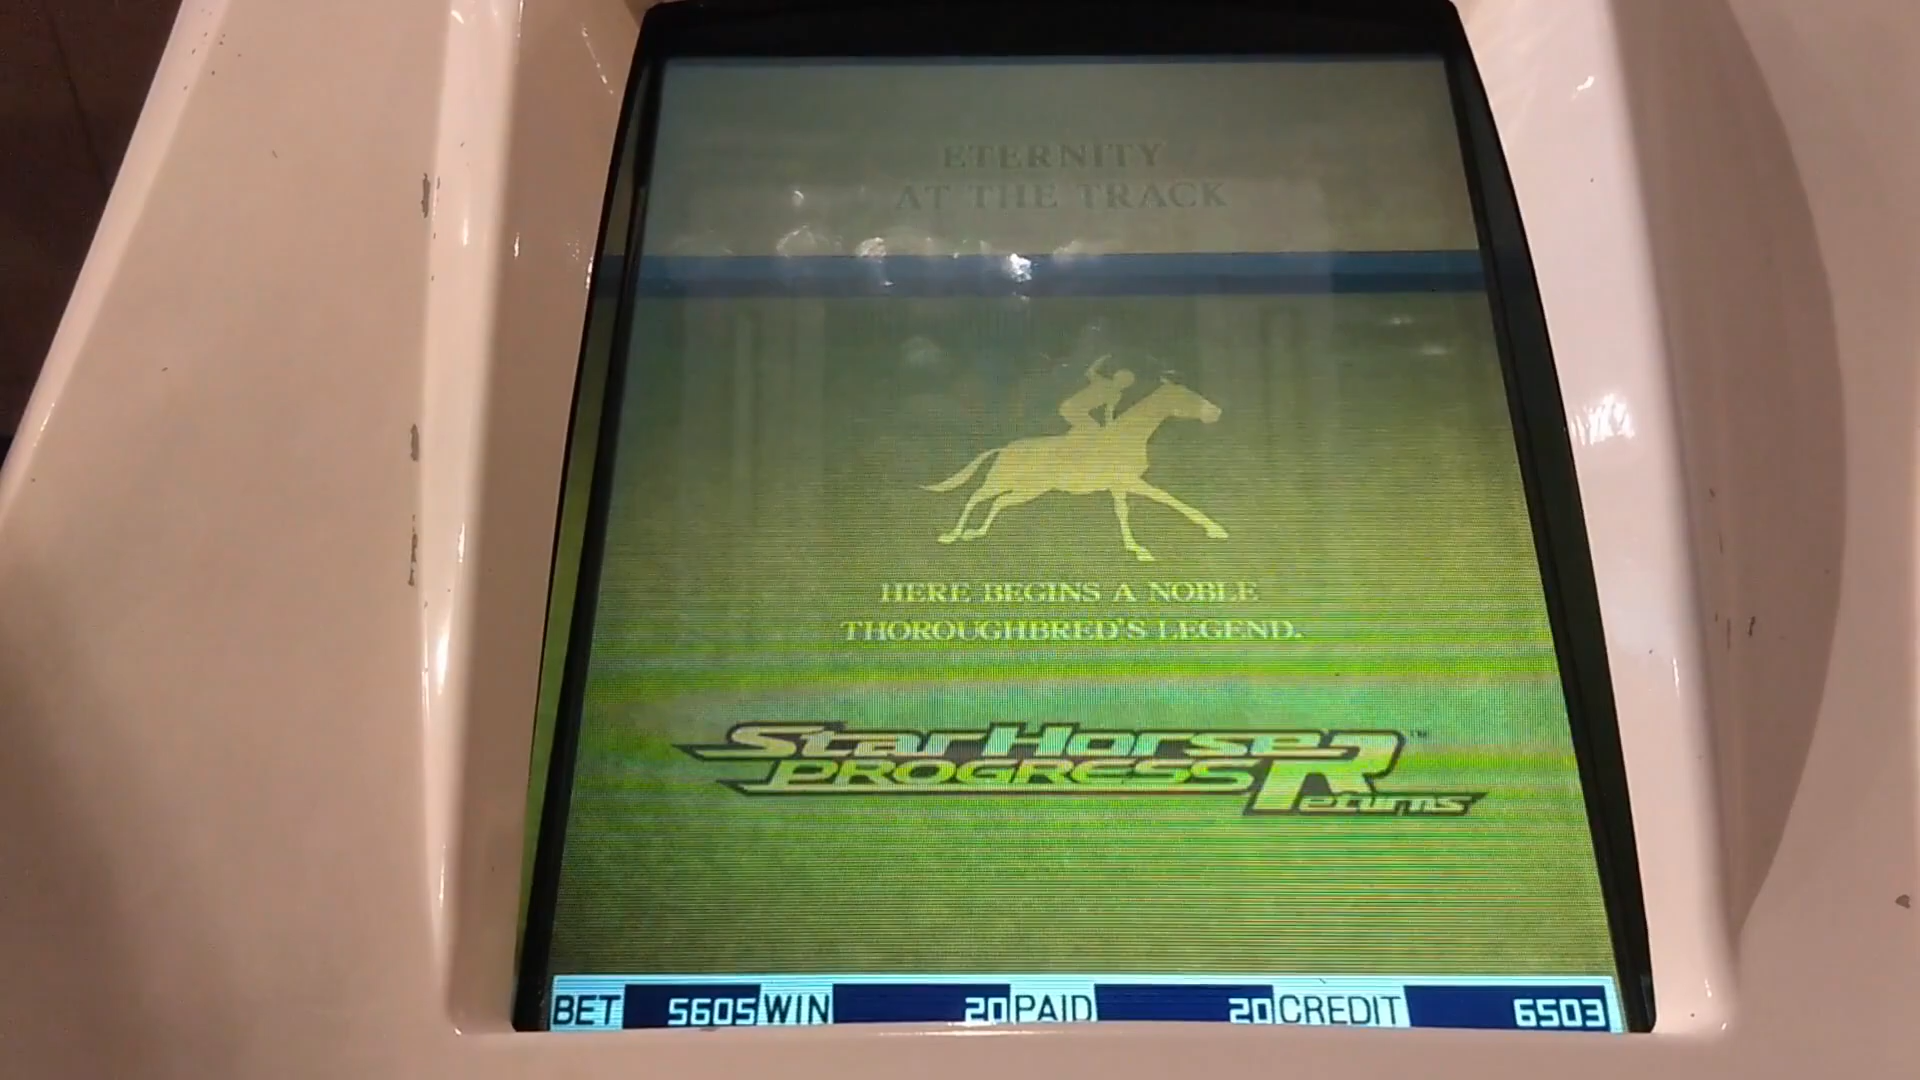 ETERNITY
AT THE TRACK
HERE BEGINS A NOBLE
THOROUGHBRED'S LEGEND.
StarHorse
PROGRESS Returns™
BET 5605 WIN 20 PAID 20 CREDIT 6503